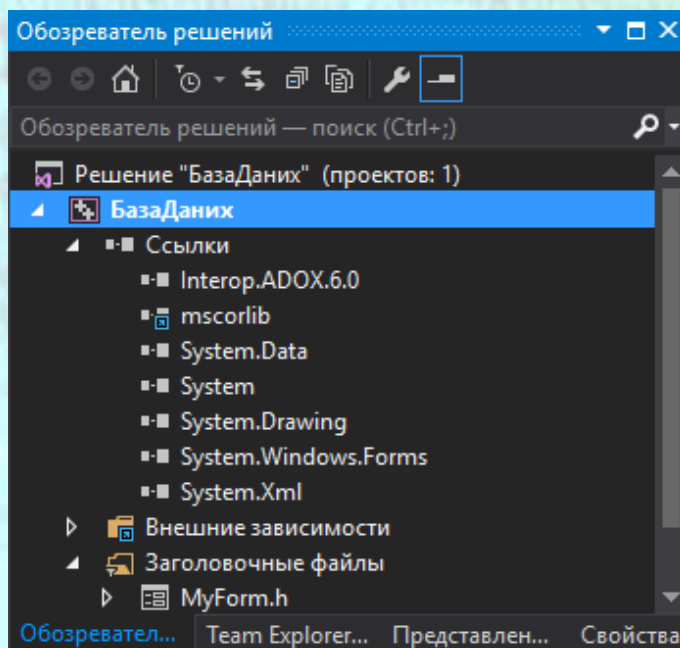 Обозреватель решений
Обозреватель решений — поиск (Ctrl+;)
Решение "БазаДаних" (проектов: 1)
БазаДаних
Ссылки
Interop.ADOX.6.0
mscorlib
System.Data
System
System.Drawing
System.Windows.Forms
System.Xml
Внешние зависимости
Заголовочные файлы
MyForm.h
Обозревател... Team Explorer... Представлен... Свойства